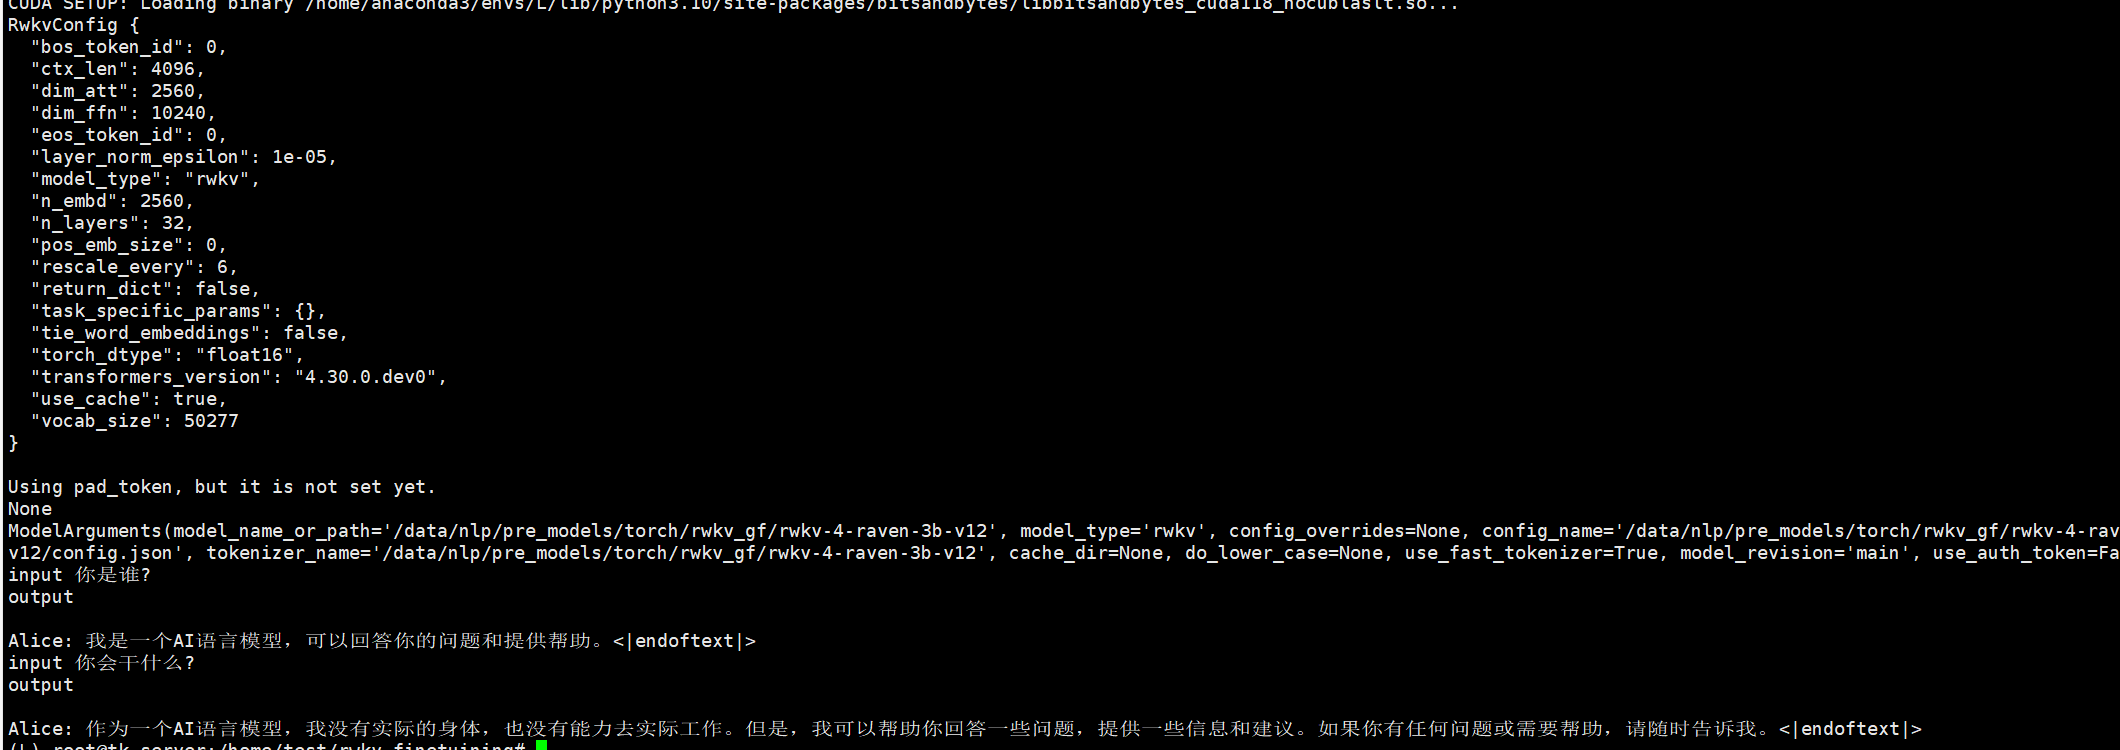 CUDA SETUP: Loading binary /home/anaconda3/envs/L/lib/python3.10/site-packages/bitsandbytes/libbitsandbytes_cuda118_nocublaslt.so...
RwkvConfig {
  "bos_token_id": 0,
  "ctx_len": 4096,
  "dim_att": 2560,
  "dim_ffn": 10240,
  "eos_token_id": 0,
  "layer_norm_epsilon": 1e-05,
  "model_type": "rwkv",
  "n_embd": 2560,
  "n_layers": 32,
  "pos_emb_size": 0,
  "rescale_every": 6,
  "return_dict": false,
  "task_specific_params": {},
  "tie_word_embeddings": false,
  "torch_dtype": "float16",
  "transformers_version": "4.30.0.dev0",
  "use_cache": true,
  "vocab_size": 50277
}
Using pad_token, but it is not set yet.
None
ModelArguments(model_name_or_path='/data/nlp/pre_models/torch/rwkv_gf/rwkv-4-raven-3b-v12', model_type='rwkv', config_overrides=None, config_name='/data/nlp/pre_models/torch/rwkv_gf/rwkv-4-rav
v12/config.json', tokenizer_name='/data/nlp/pre_models/torch/rwkv_gf/rwkv-4-raven-3b-v12', cache_dir=None, do_lower_case=None, use_fast_tokenizer=True, model_revision='main', use_auth_token=Fa
input 你是谁?
output
Alice: 我是一个AI语言模型，可以回答你的问题和提供帮助。<|endoftext|>
input 你会干什么?
output
Alice: 作为一个AI语言模型，我没有实际的身体，也没有能力去实际工作。但是，我可以帮助你回答一些问题，提供一些信息和建议。如果你有任何问题或需要帮助，请随时告诉我。<|endoftext|>
(L) root@tk-server:/home/test/rwkv_finetuining#